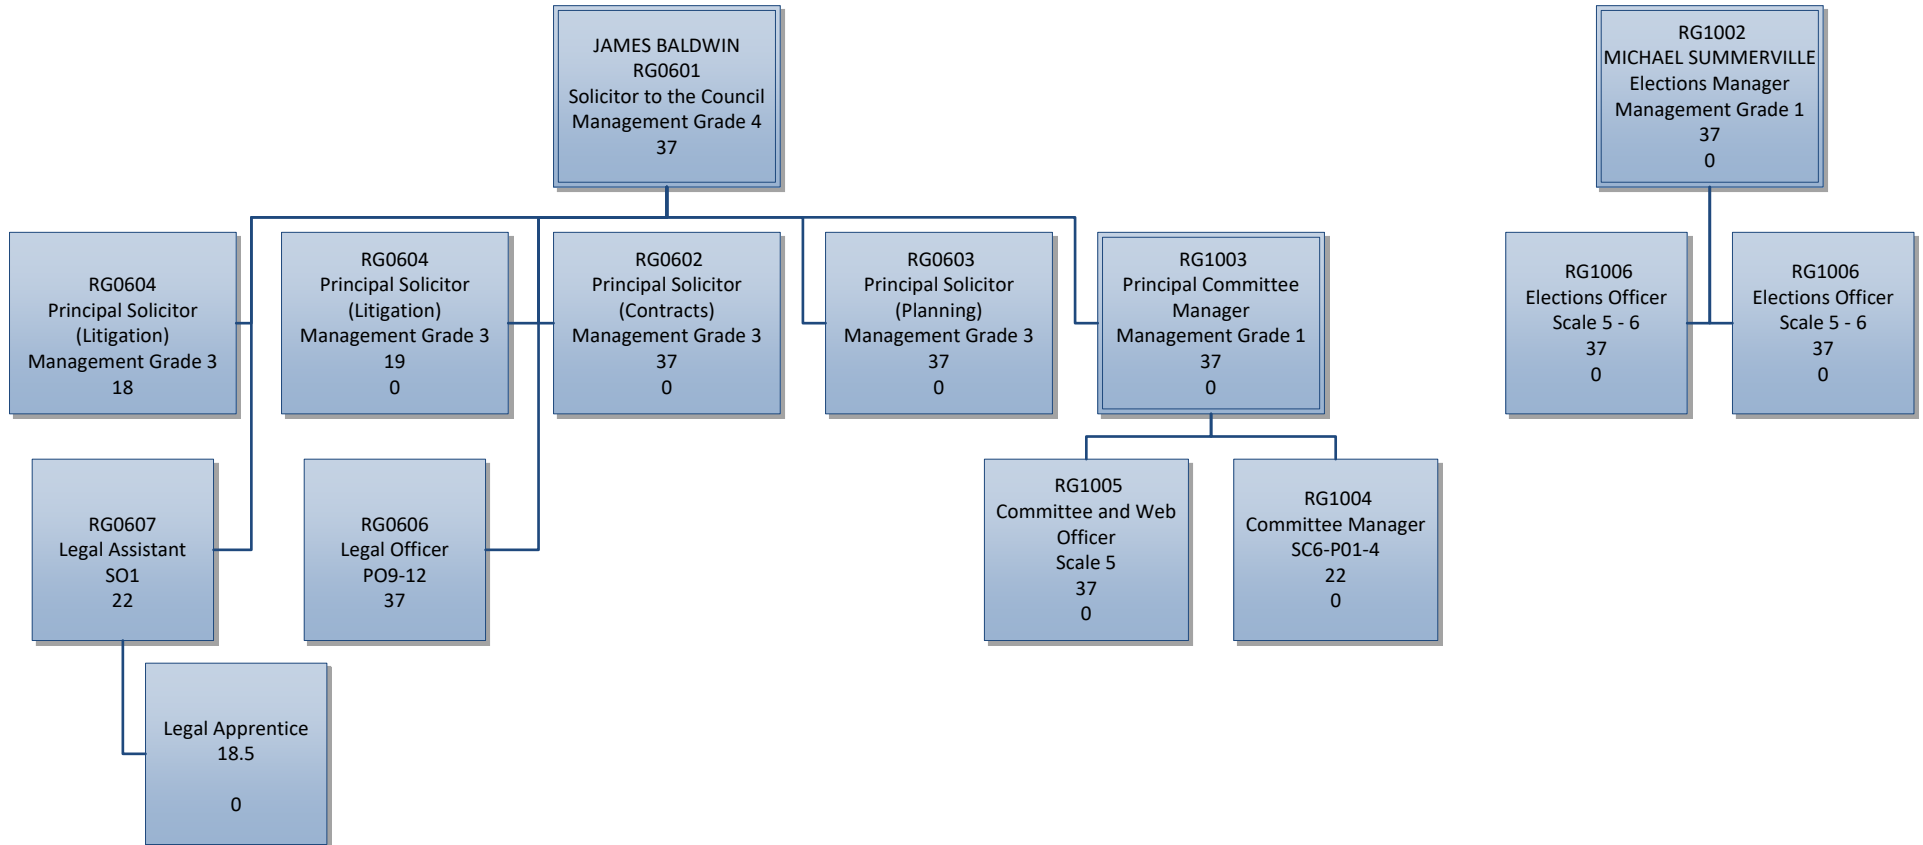 JAMES BALDWIN
RG0601
Solicitor to the Council
Management Grade 4
37
RG1002
MICHAEL SUMMERVILLE
Elections Manager
Management Grade 1
37
0
RG0604
Principal Solicitor
(Litigation)
Management Grade 3
18
RG0604
Principal Solicitor
(Litigation)
Management Grade 3
19
0
RG0602
Principal Solicitor
(Contracts)
Management Grade 3
37
0
RG0603
Principal Solicitor
(Planning)
Management Grade 3
37
0
RG1003
Principal Committee
Manager
Management Grade 1
37
0
RG1006
Elections Officer
Scale 5 - 6
37
0
RG1006
Elections Officer
Scale 5 - 6
37
0
RG0607
Legal Assistant
SO1
22
RG0606
Legal Officer
PO9-12
37
RG1005
Committee and Web
Officer
Scale 5
37
0
RG1004
Committee Manager
SC6-P01-4
22
0
Legal Apprentice
18.5
0